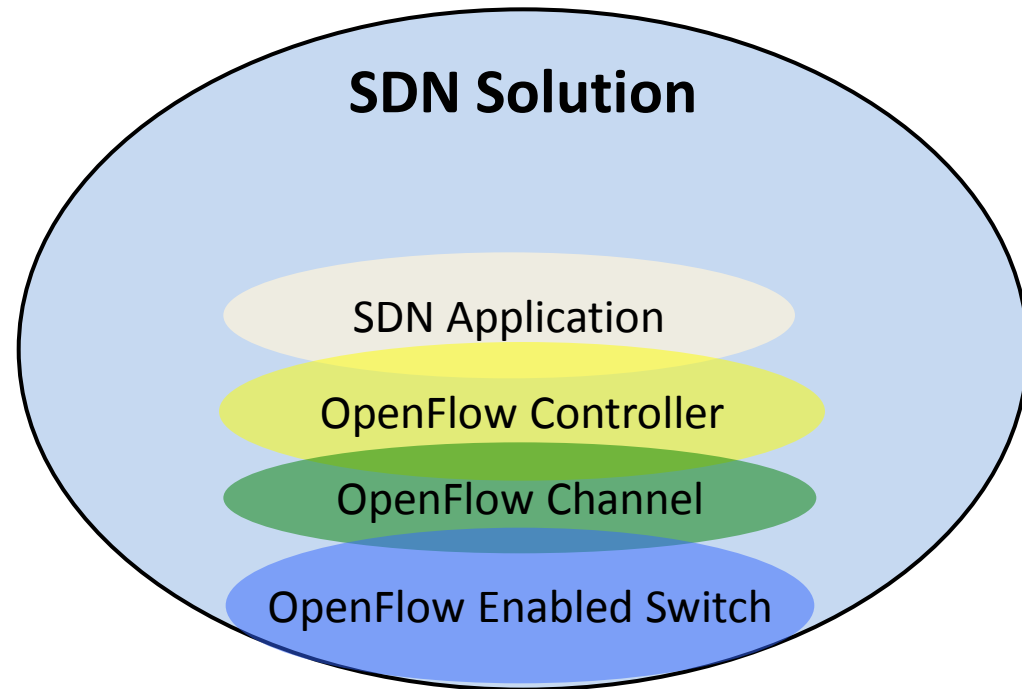 SDN Solution
SDN Application
OpenFlow Controller
OpenFlow Channel
OpenFlow Enabled Switch